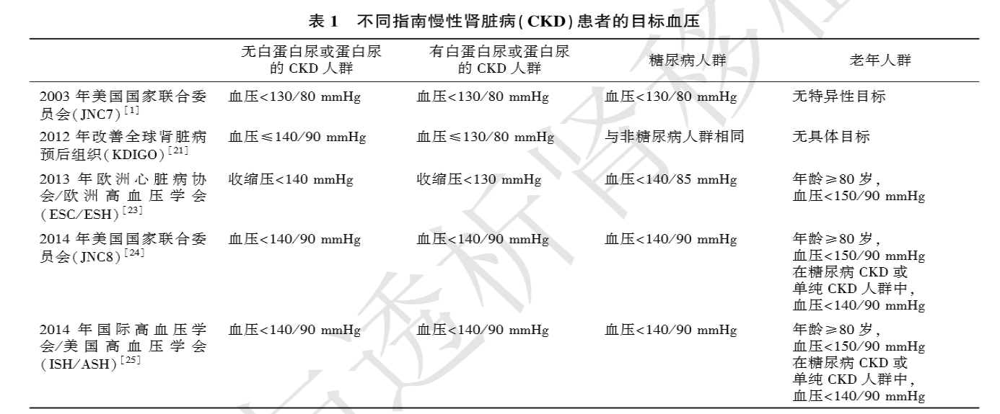 表 1 不同指南慢性肾脏病(CKD)患者的目标血压
无白蛋白尿或蛋白尿
的 CKD 人群
有白蛋白尿或蛋白尿
的 CKD 人群
糖尿病人群
老年人群
2003 年美国国家联合委
员会(JNC7)[1]
血压<130/80 mmHg
血压<130/80 mmHg
血压<130/80 mmHg
无特异性目标
2012 年改善全球肾脏病
预后组织(KDIGO)[21]
血压≤140/90 mmHg
血压≤130/80 mmHg
与非糖尿病人群相同
无具体目标
2013 年欧洲心脏病协
会/欧洲高血压学会
(ESC/ESH)[23]
收缩压<140 mmHg
收缩压<130 mmHg
血压<140/85 mmHg
年龄≥80 岁,
血压<150/90 mmHg
2014 年美国国家联合委
员会(JNC8)[24]
血压<140/90 mmHg
血压<140/90 mmHg
血压<140/90 mmHg
年龄≥80 岁,
血压<150/90 mmHg
在糖尿病 CKD 或
单纯 CKD 人群中,
血压<140/90 mmHg
2014 年国际高血压学
会/美国高血压学会
(ISH/ASH)[25]
血压<140/90 mmHg
血压<140/90 mmHg
血压<140/90 mmHg
年龄≥80 岁,
血压<150/90 mmHg
在糖尿病 CKD 或
单纯 CKD 人群中,
血压<140/90 mmHg
透析肾移